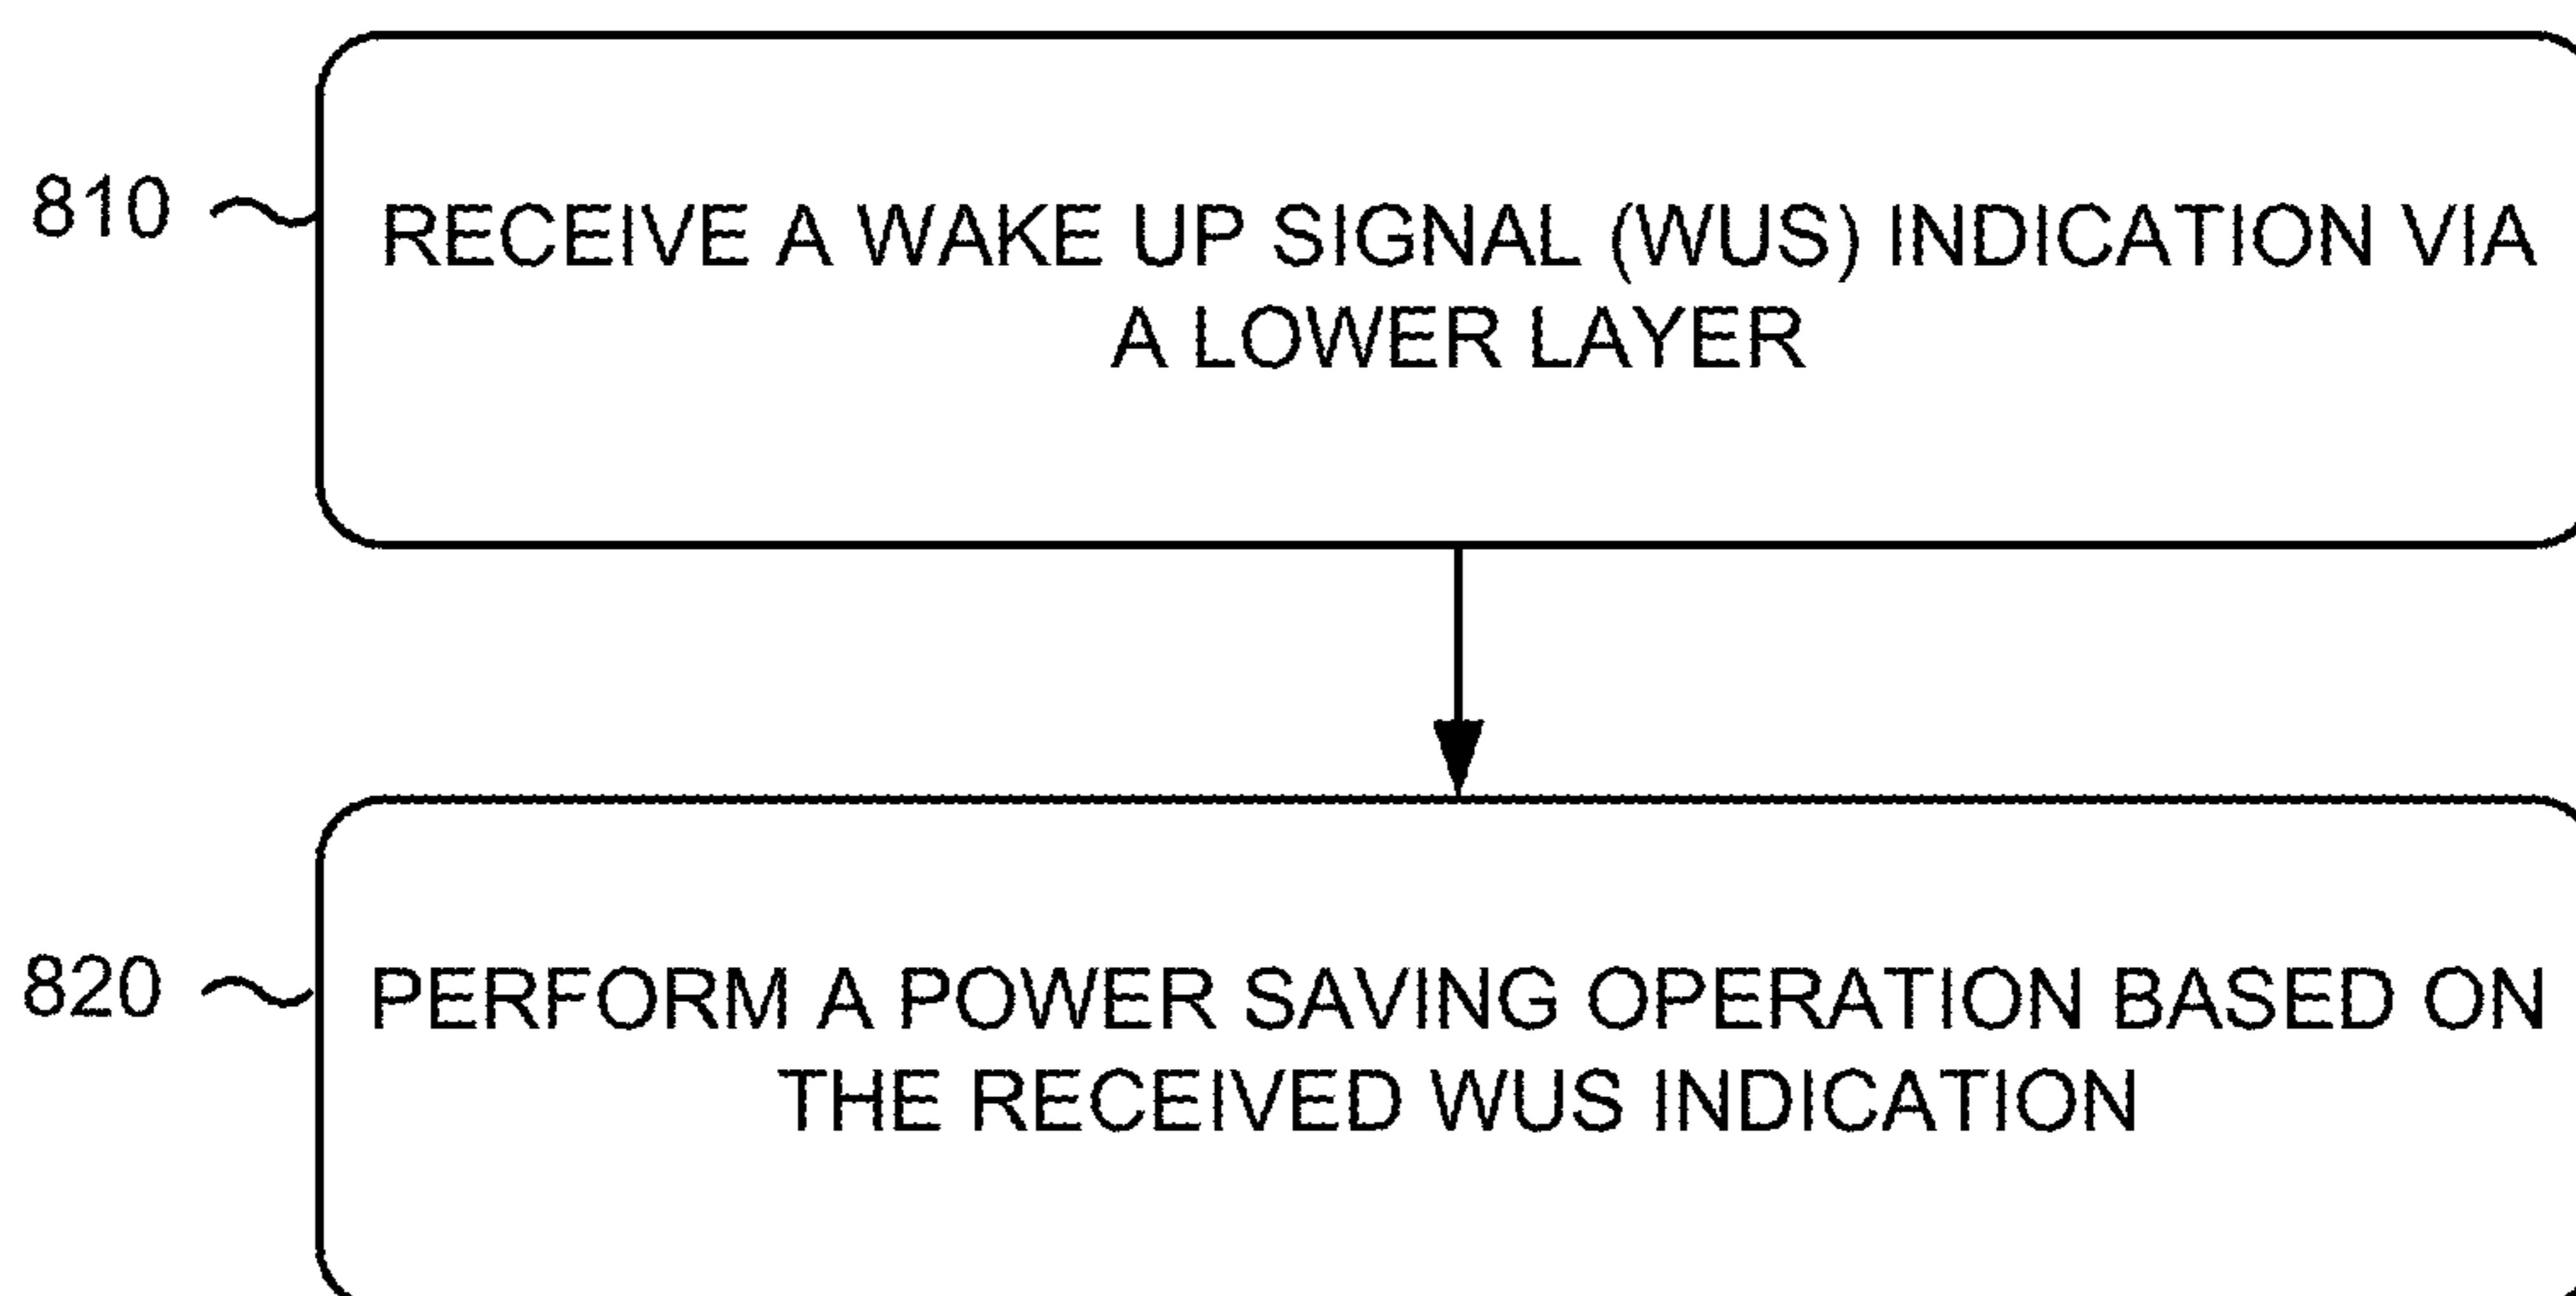 810
RECEIVE A WAKE UP SIGNAL (WUS) INDICATION VIA
A LOWER LAYER
820
PERFORM A POWER SAVING OPERATION BASED ON
THE RECEIVED WUS INDICATION